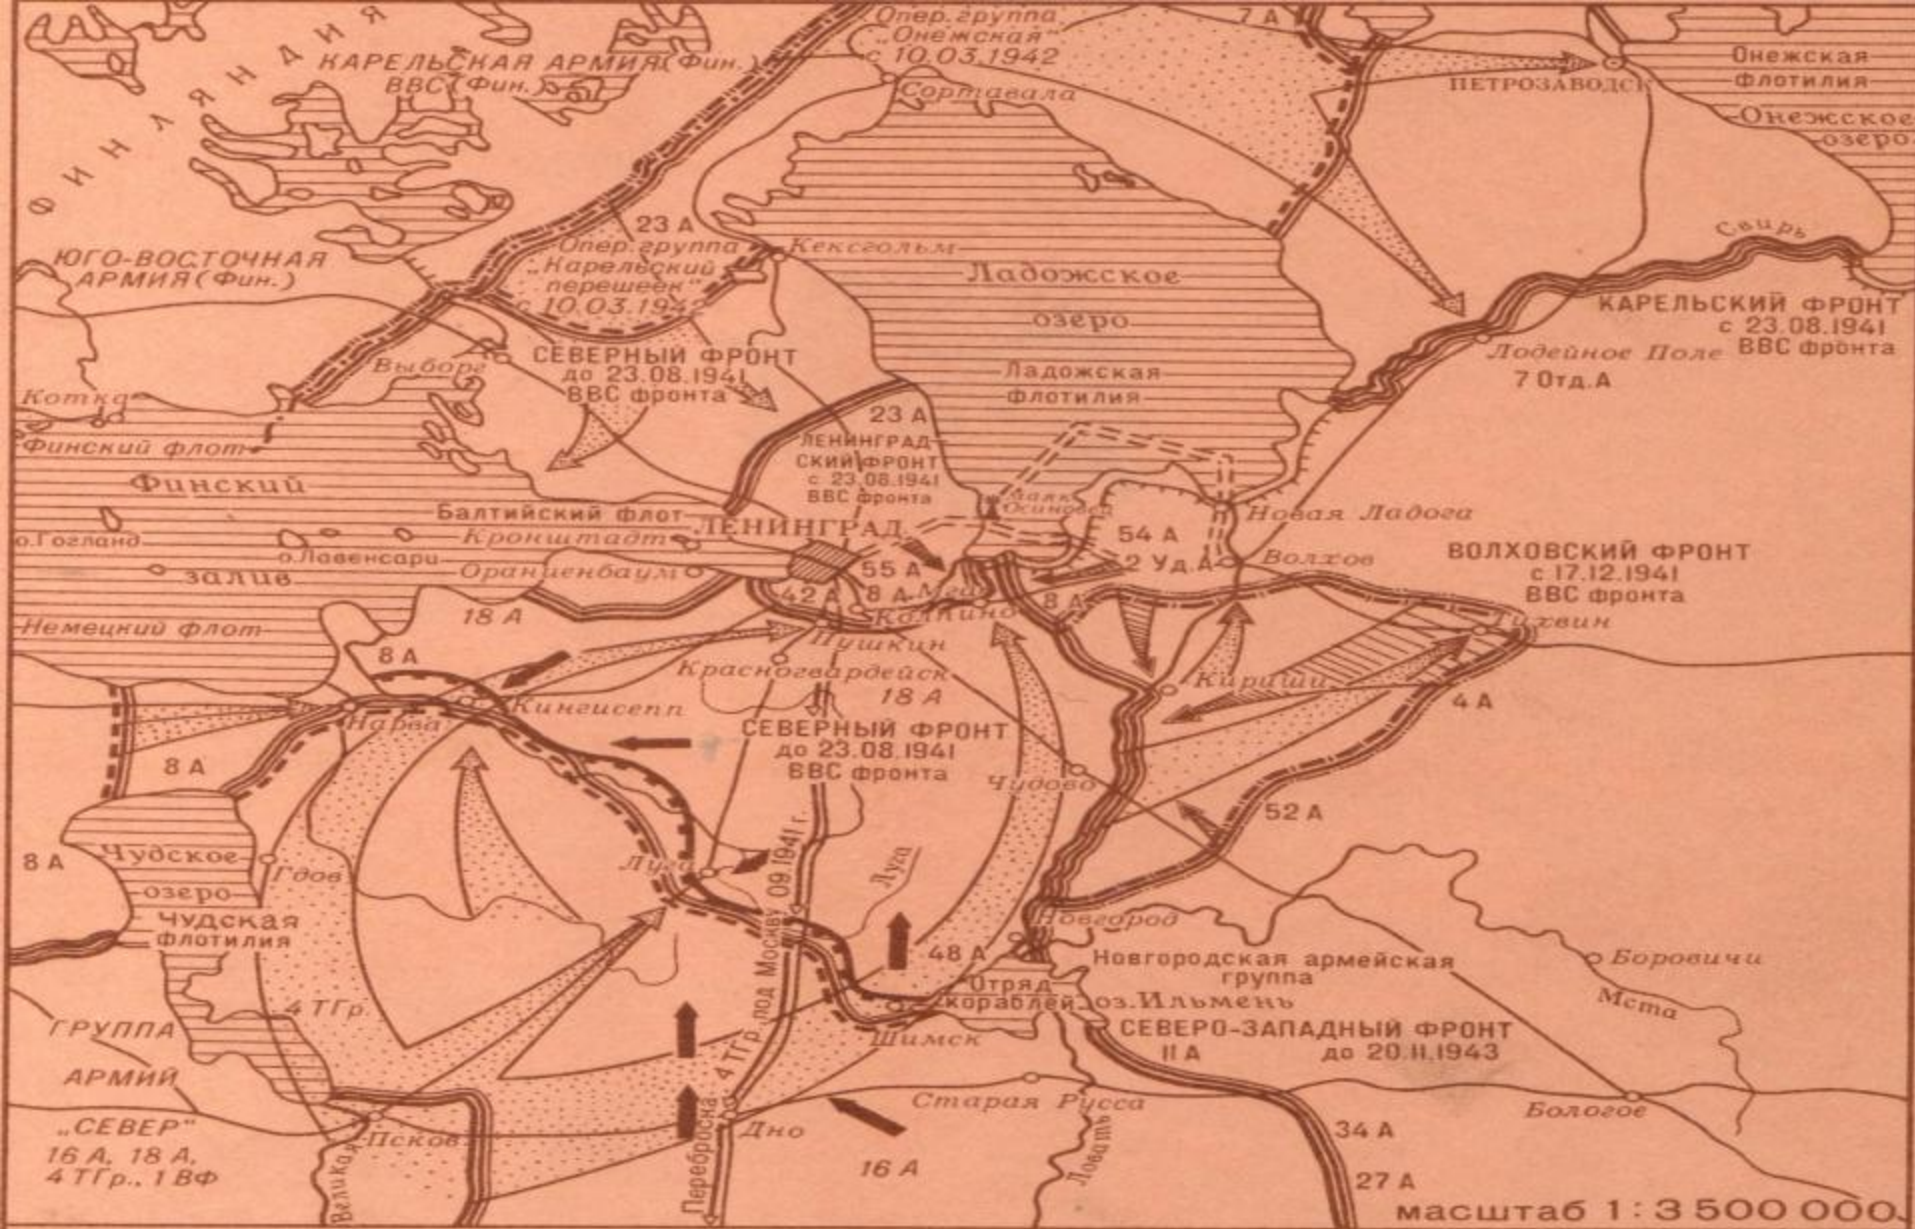 ФИНЛЯНДИЯ
КАРЕЛЬСКАЯ АРМИЯ (Фин.)
ВВС (Фин.)
Опер. группа
„Онежская"
с 10.03.1942
7 А
Сортавала
ПЕТРОЗАВОДСК
Онежская
флотилия
Онежское
озеро
23 А
Опер. группа
„Карельский
перешеек"
с 10.03.1942
Кексгольм
ЮГО-ВОСТОЧНАЯ
АРМИЯ (Фин.)
Ладожское
озеро
Ладожская
флотилия
Свирь
КАРЕЛЬСКИЙ ФРОНТ
с 23.08.1941
ВВС фронта
Лодейное Поле
7 Отд.А
Выборг
СЕВЕРНЫЙ ФРОНТ
до 23.08.1941
ВВС фронта
Котка
Финский флот
Финский
залив
23 А
ЛЕНИНГРАД-
СКИЙ ФРОНТ
с 23.08.1941
ВВС фронта
Балтийский флот
ЛЕНИНГРАД
Кронштадт
Ораниенбаум
о.Гогланд
о.Лавенсари
маяк
Осиновец
54 А
2 Уд.А
Новая Ладога
Волхов
ВОЛХОВСКИЙ ФРОНТ
с 17.12.1941
ВВС фронта
55 А
42 А
8 А
Мга
8 А
Колпино
Тихвин
18 А
Немецкий флот
Пушкин
Красногвардейск
18 А
8 А
Кингисепп
Нарва
Кириши
4 А
СЕВЕРНЫЙ ФРОНТ
до 23.08.1941
ВВС фронта
8 А
Чудово
52 А
8 А
Чудское
озеро
Гдов
Луга
Луга
ЧУДСКАЯ
ФЛОТИЛИЯ
Новгород
48 А
Новгородская армейская
группа
Боровичи
Отряд
кораблей
оз.Ильмень
Мста
4 ТГр.
Шимск
СЕВЕРО-ЗАПАДНЫЙ ФРОНТ
11 А
до 20.11.1943
ГРУППА
АРМИЙ
„СЕВЕР"
16 А, 18 А,
4 ТГр., 1 ВФ
Псков
Великая
Переброска 4 ТГр. под Москву 09.1941 г.
Дно
Старая Русса
Ловать
16 А
Бологое
34 А
27 А
масштаб 1:3 500 000